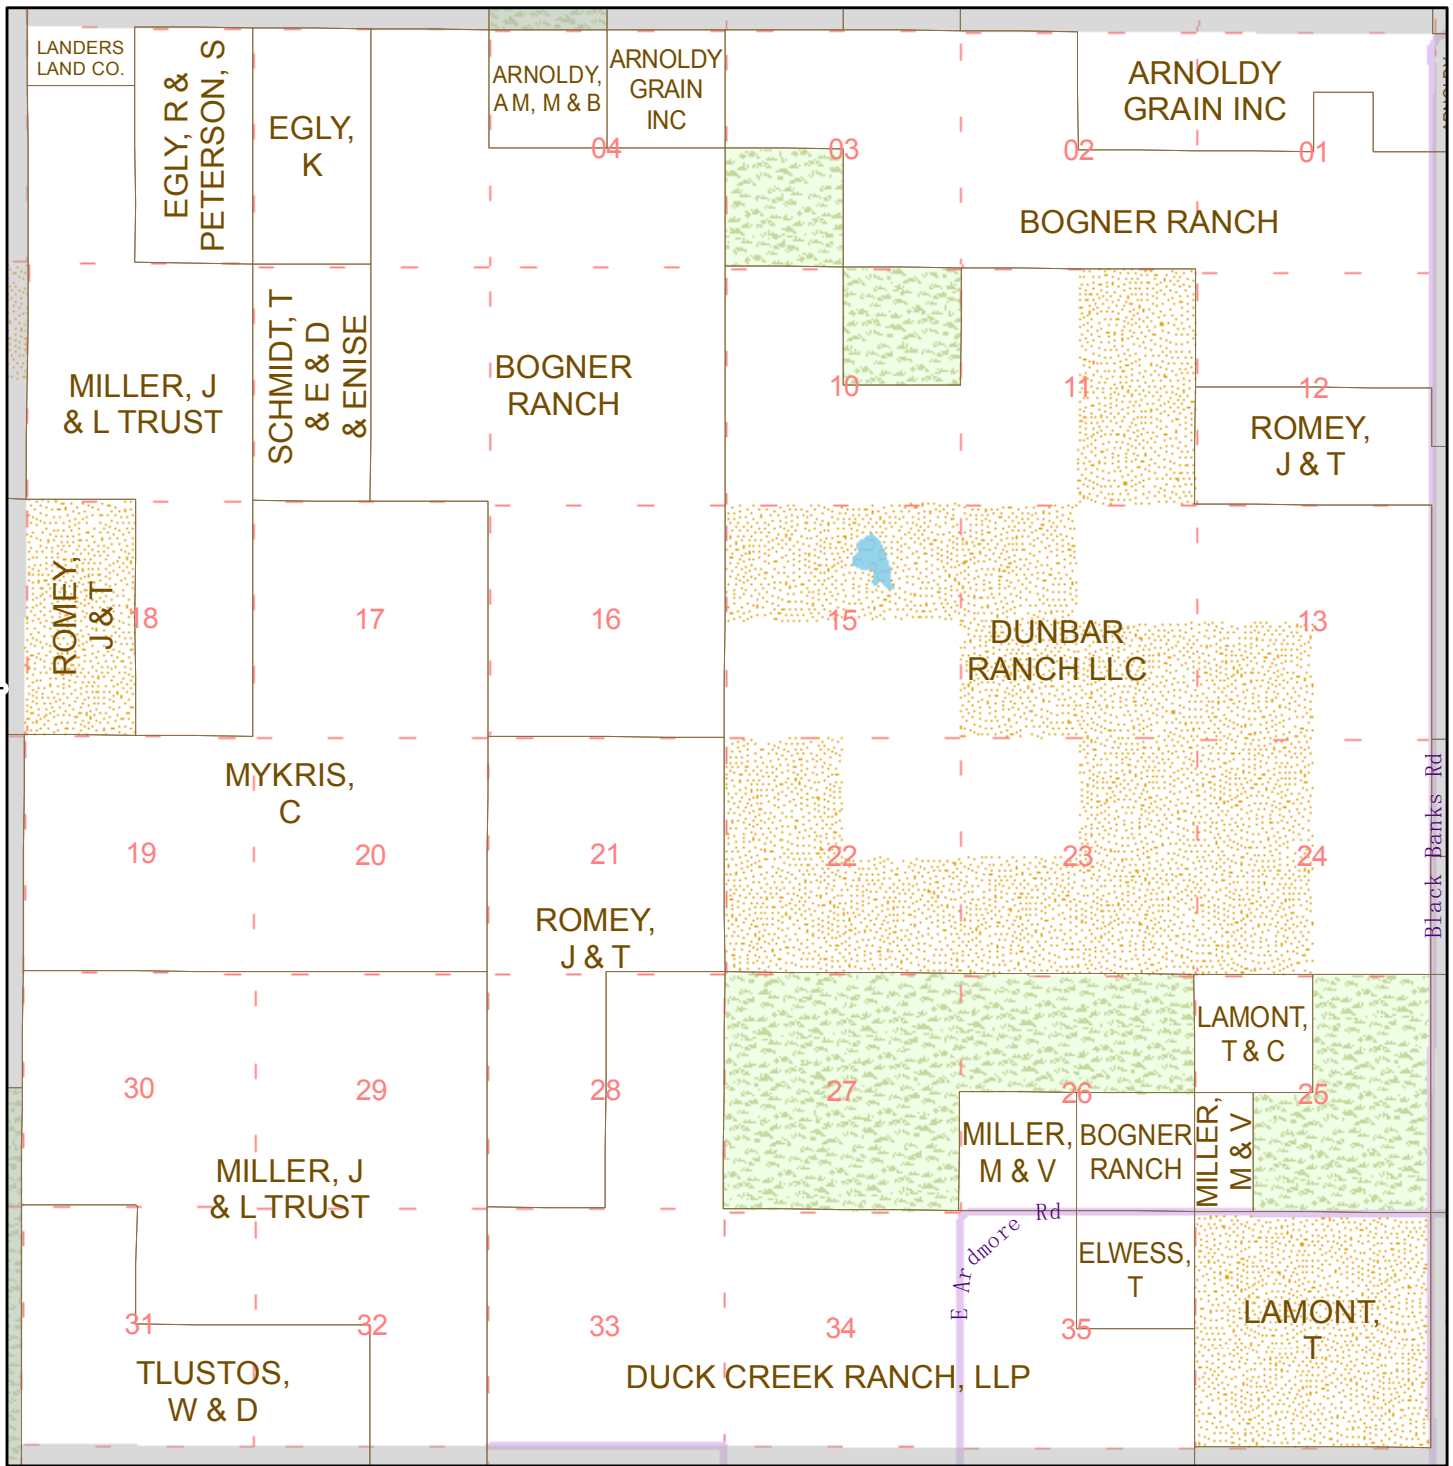 LANDERS
LAND CO.
EGLY, R &
PETERSON, S
EGLY,
K
ARNOLDY,
A M, M & B
ARNOLDY
GRAIN
INC
ARNOLDY
GRAIN INC
04
03
02
01
BOGNER RANCH
MILLER, J
& L TRUST
SCHMIDT, T
& E & D
& ENISE
BOGNER
RANCH
10
11
12
ROMEY,
J & T
ROMEY,
J & T
18
17
16
15
13
DUNBAR
RANCH LLC
MYKRIS,
C
19
20
21
22
23
24
Black Banks Rd
ROMEY,
J & T
LAMONT,
T & C
30
29
28
27
26
25
MILLER,
M & V
BOGNER
RANCH
MILLER,
M & V
MILLER, J
& L TRUST
E Ardmore Rd
ELWESS,
T
LAMONT,
T
31
32
33
34
35
TLUSTOS,
W & D
DUCK CREEK RANCH, LLP